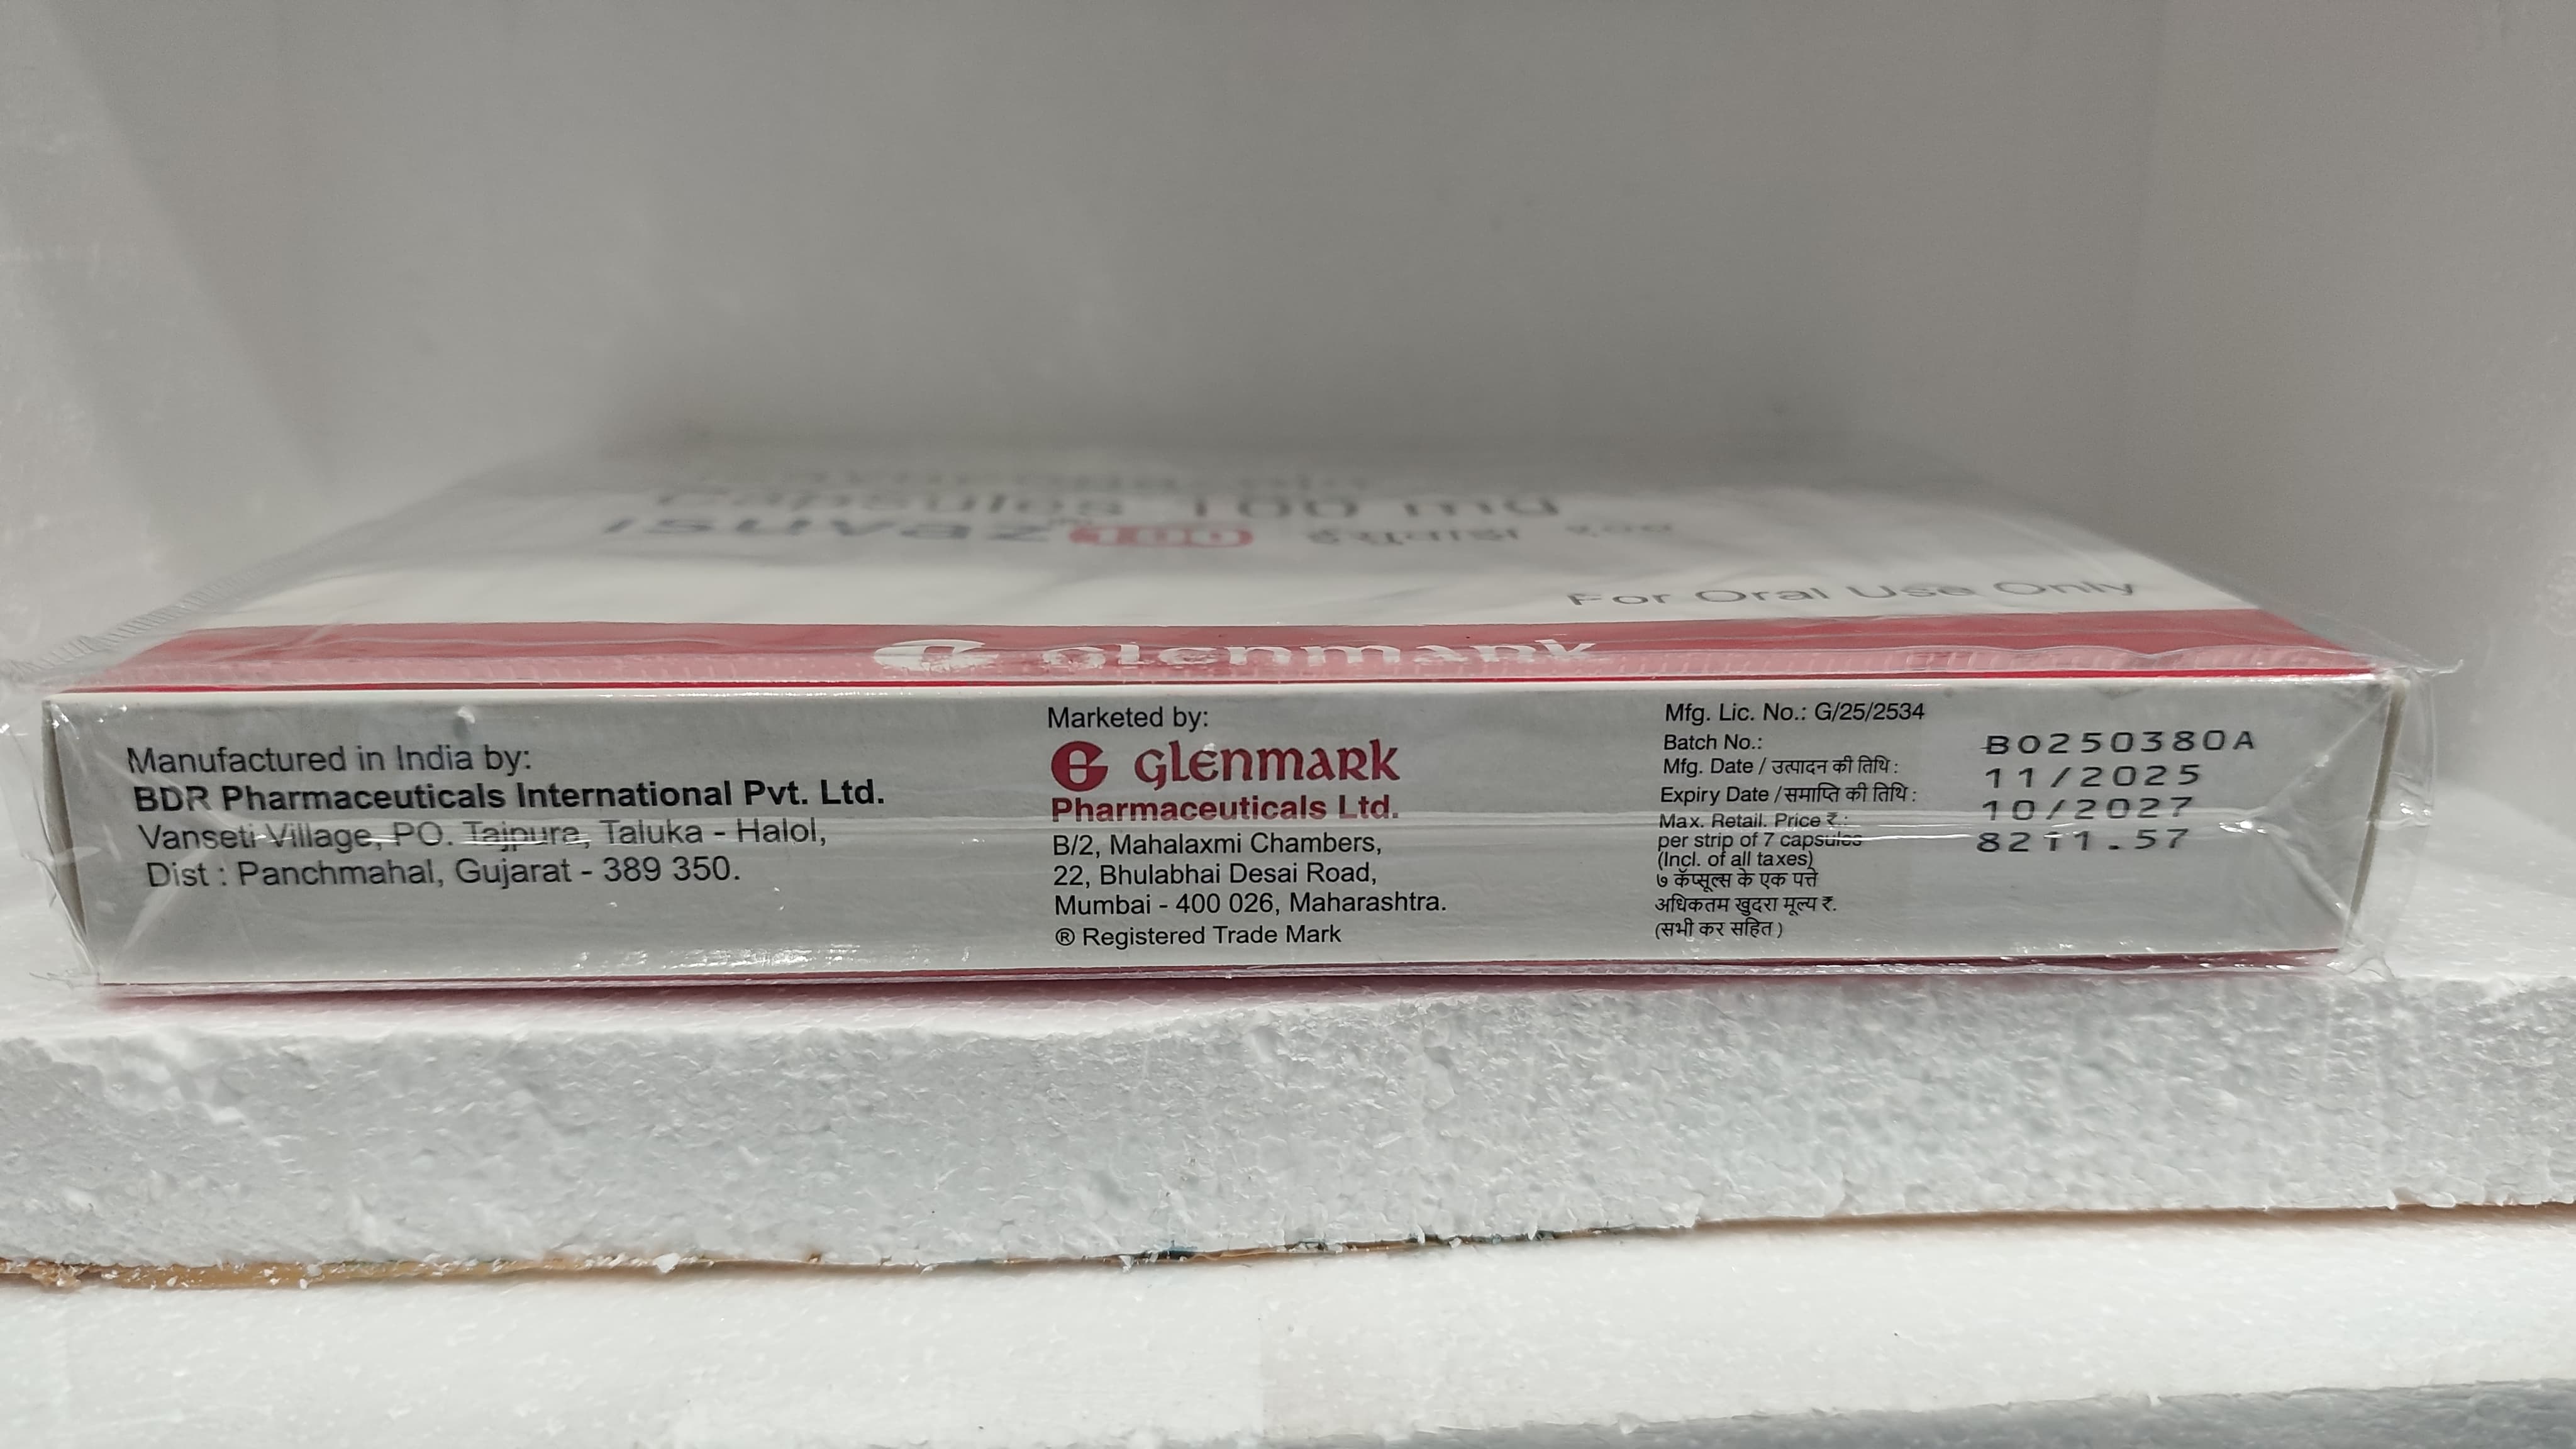 Capsules 100 mg
Isuvaz 100 इसुवाझ १००
For Oral Use Only
glenmark
Manufactured in India by:
BDR Pharmaceuticals International Pvt. Ltd.
Vanseti Village, PO. Tajpura, Taluka - Halol,
Dist : Panchmahal, Gujarat - 389 350.
Marketed by:
glenmark
Pharmaceuticals Ltd.
B/2, Mahalaxmi Chambers,
22, Bhulabhai Desai Road,
Mumbai - 400 026, Maharashtra.
® Registered Trade Mark
Mfg. Lic. No.: G/25/2534
Batch No.: B0250380A
Mfg. Date / उत्पादन की तिथि : 11/2025
Expiry Date /समाप्ति की तिथि : 10/2027
Max. Retail. Price ₹.: 8211.57
per strip of 7 capsules
(Incl. of all taxes)
७ कॅप्सूल्स के एक पत्ते
अधिकतम खुदरा मूल्य ₹.
(सभी कर सहित )